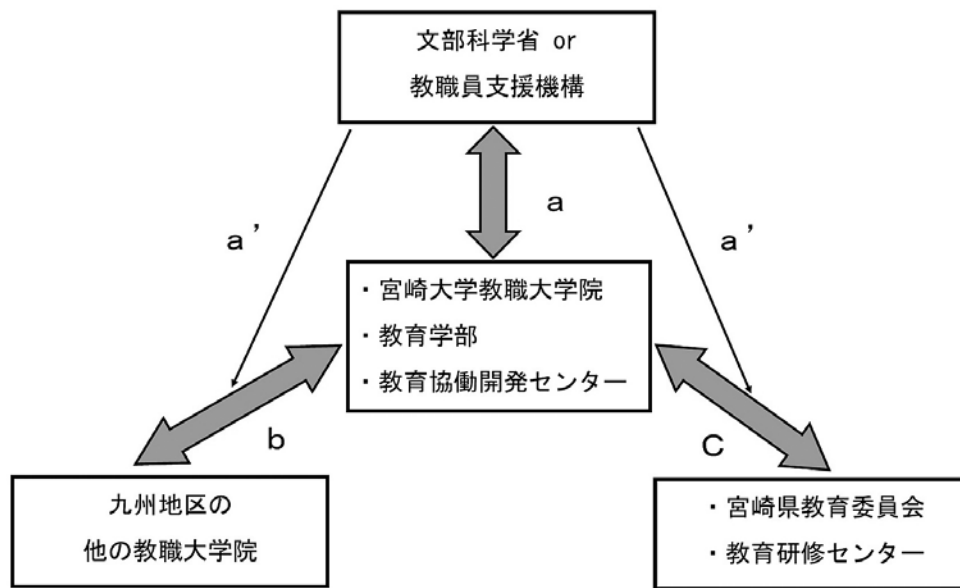 文部科学省 or
教職員支援機構
a
a’
a’
・宮崎大学教職大学院
・教育学部
・教育協働開発センター
b
C
九州地区の
他の教職大学院
・宮崎県教育委員会
・教育研修センター